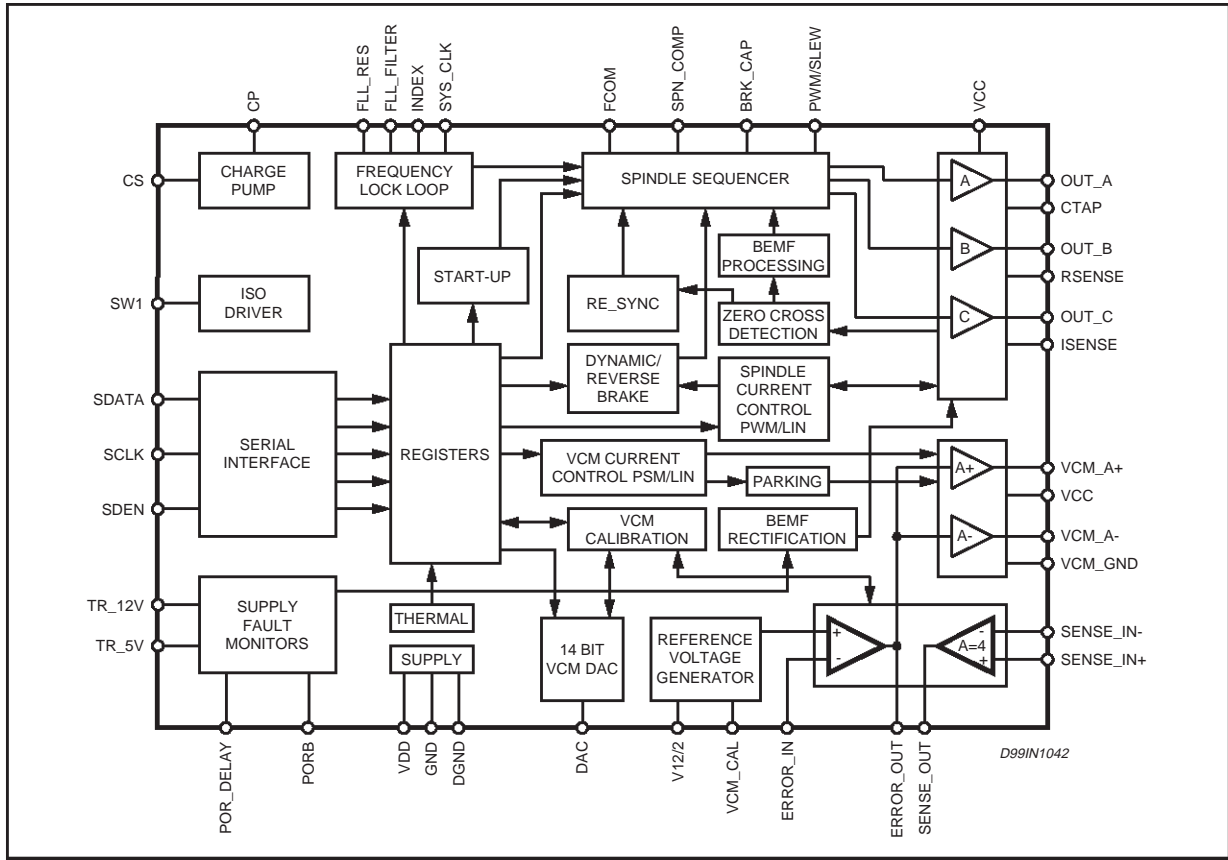 CP
FLL_RES
FLL_FILTER
INDEX
SYS_CLK
FCOM
SPN_COMP
BRK_CAP
PWM/SLEW
VCC
CS
CHARGE
PUMP
FREQUENCY
LOCK LOOP
SPINDLE SEQUENCER
A
OUT_A
CTAP
START-UP
BEMF
PROCESSING
B
OUT_B
RSENSE
SW1
ISO
DRIVER
RE_SYNC
ZERO CROSS
DETECTION
C
OUT_C
ISENSE
SDATA
SCLK
SDEN
SERIAL
INTERFACE
REGISTERS
DYNAMIC/
REVERSE
BRAKE
SPINDLE
CURRENT
CONTROL
PWM/LIN
VCM CURRENT
CONTROL PSM/LIN
PARKING
A+
VCM_A+
VCC
VCM
CALIBRATION
BEMF
RECTIFICATION
A-
VCM_A-
VCM_GND
TR_12V
TR_5V
SUPPLY
FAULT
MONITORS
THERMAL
SUPPLY
14 BIT
VCM DAC
REFERENCE
VOLTAGE
GENERATOR
+
-
-
A=4
+
SENSE_IN-
SENSE_IN+
POR_DELAY
PORB
VDD
GND
DGND
DAC
V12/2
VCM_CAL
ERROR_IN
ERROR_OUT
SENSE_OUT
D99IN1042